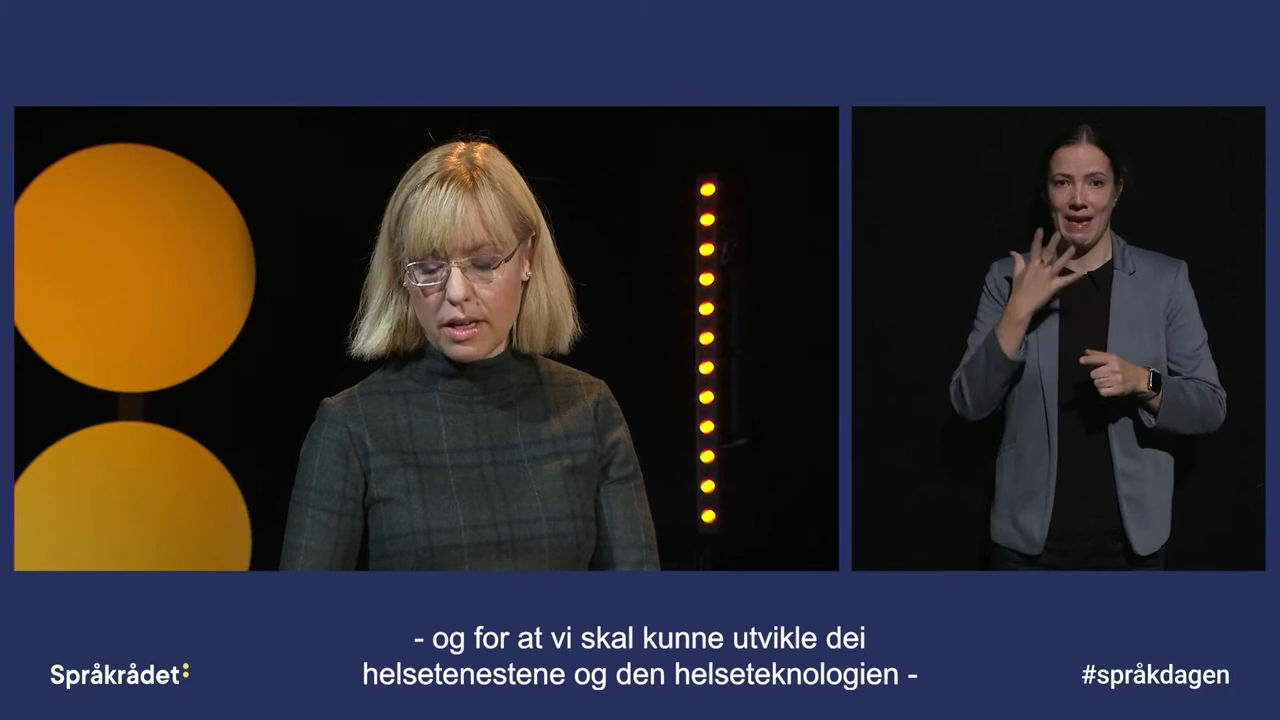 - og for at vi skal kunne utvikle dei
helsetenestene og den helseteknologien -
Språkrådet:
#språkdagen